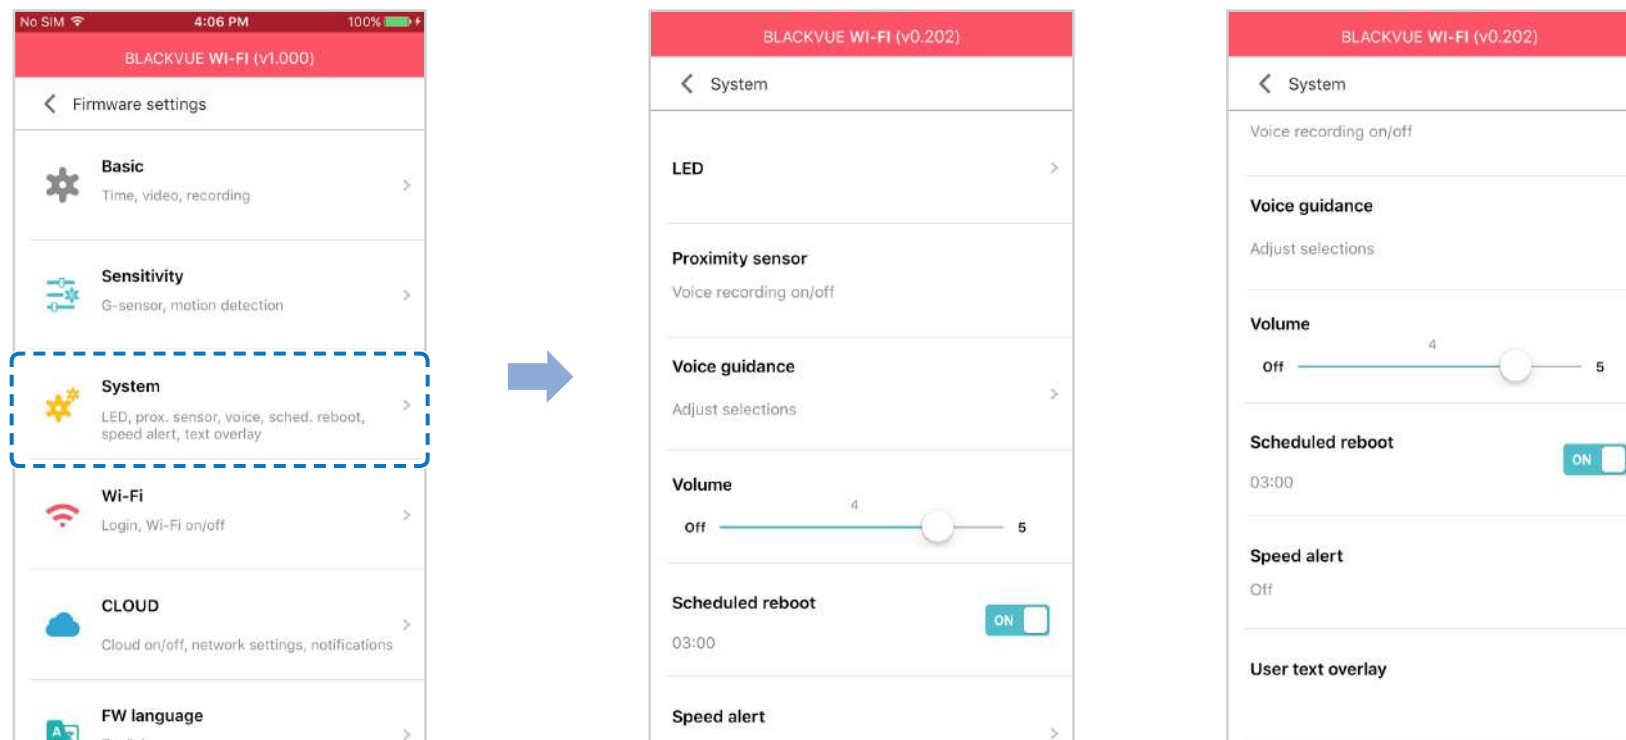 No SIM 4:06 PM 100%
BLACKVUE WI-FI (v1.000)
Firmware settings
Basic
Time, video, recording
Sensitivity
G-sensor, motion detection
System
LED, prox. sensor, voice, sched. reboot,
speed alert, text overlay
Wi-Fi
Login, Wi-Fi on/off
CLOUD
Cloud on/off, network settings, notifications
FW language
BLACKVUE WI-FI (v0.202)
System
LED
Proximity sensor
Voice recording on/off
Voice guidance
Adjust selections
Volume
4
Off 5
Scheduled reboot
ON
03:00
Speed alert
BLACKVUE WI-FI (v0.202)
System
Voice recording on/off
Voice guidance
Adjust selections
Volume
4
Off 5
Scheduled reboot
ON
03:00
Speed alert
Off
User text overlay